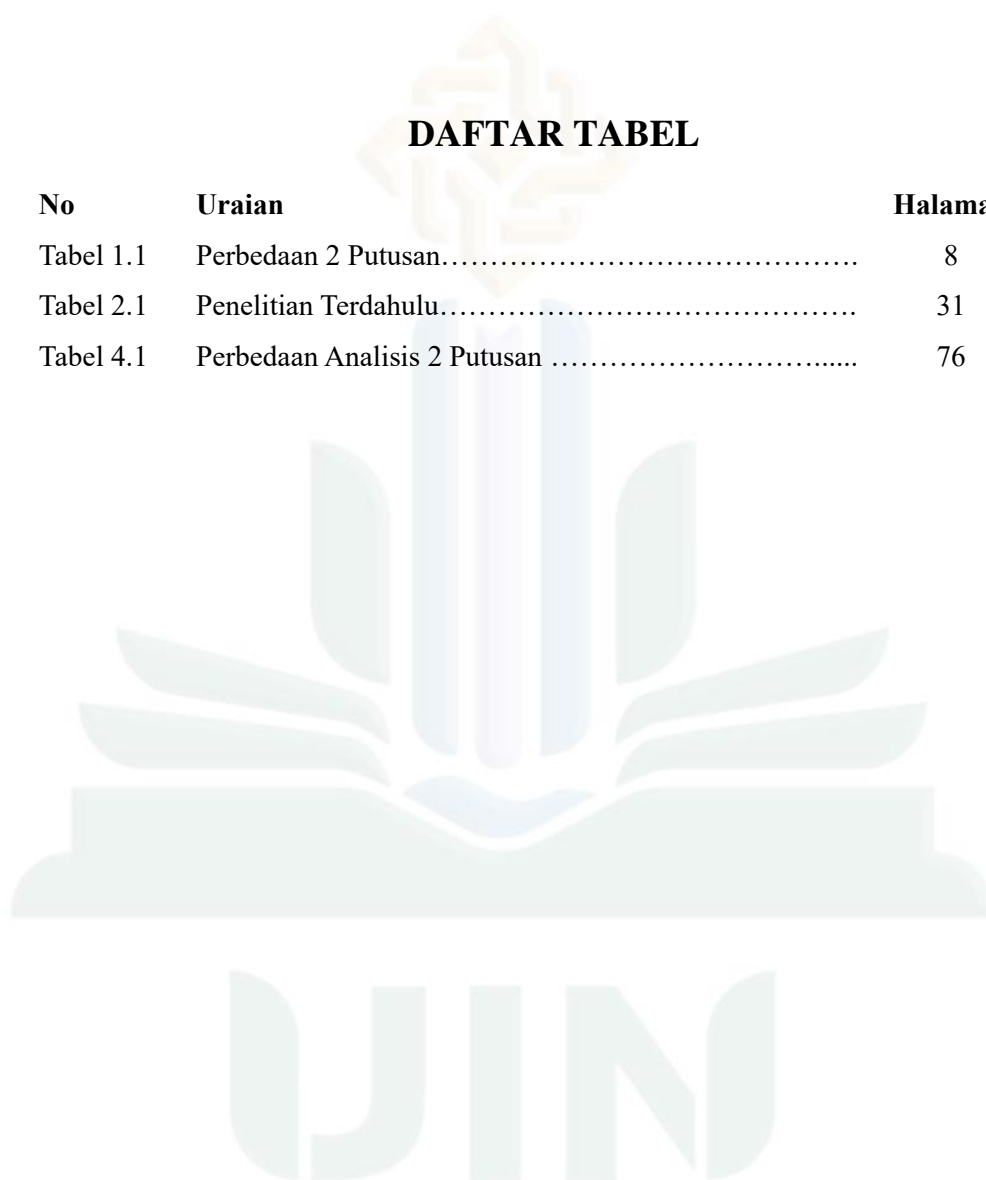 DAFTAR TABEL
No Uraian Halama
Tabel 1.1 Perbedaan 2 Putusan……………………………………. 8
Tabel 2.1 Penelitian Terdahulu……………………………………. 31
Tabel 4.1 Perbedaan Analisis 2 Putusan ………………………...... 76
UIN